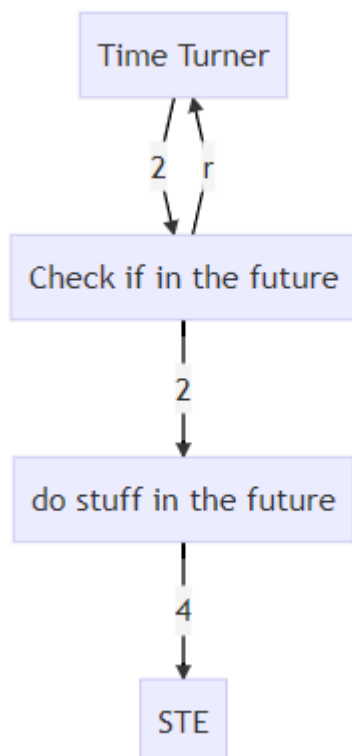 Time Turner
2
r
Check if in the future
2
do stuff in the future
4
STE